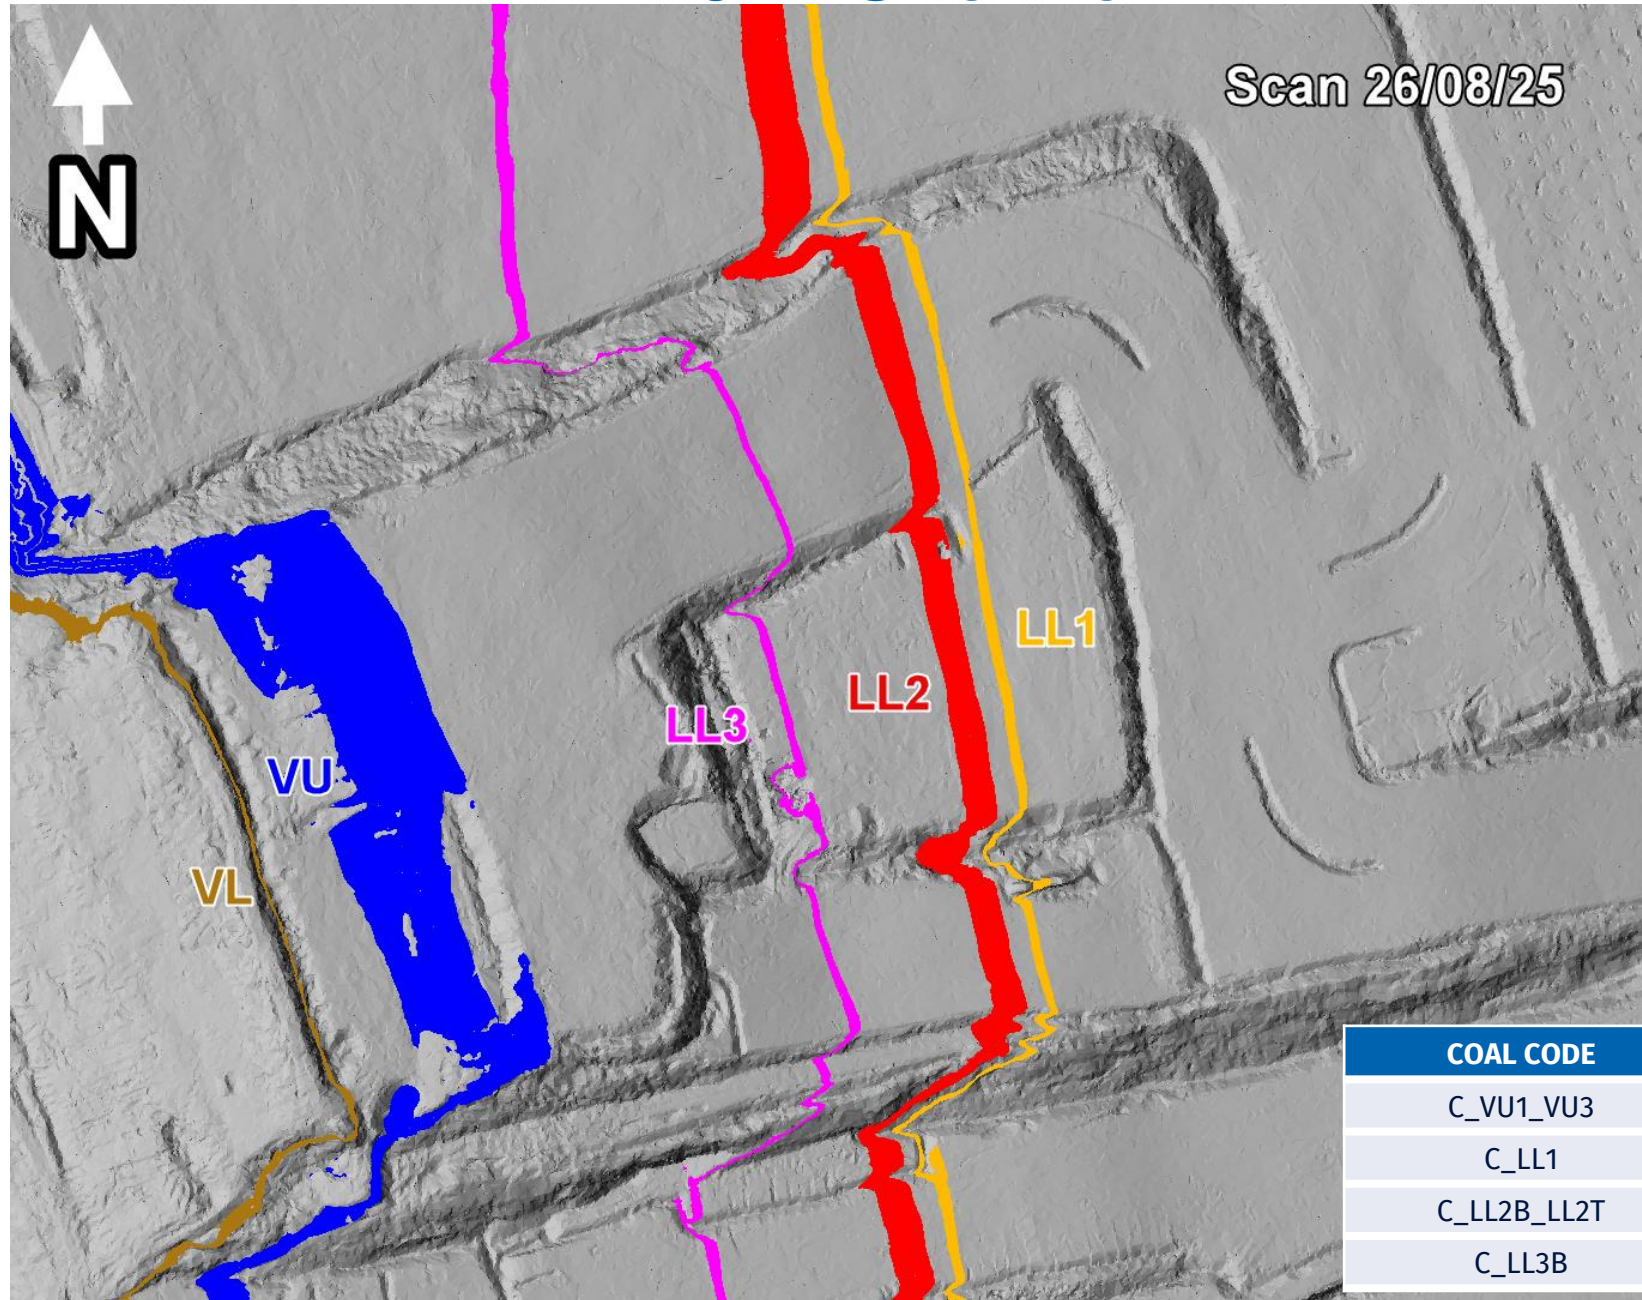 Scan 26/08/25
N
LL1
LL2
LL3
VU
VL
COAL CODE
C_VU1_VU3
C_LL1
C_LL2B_LL2T
C_LL3B